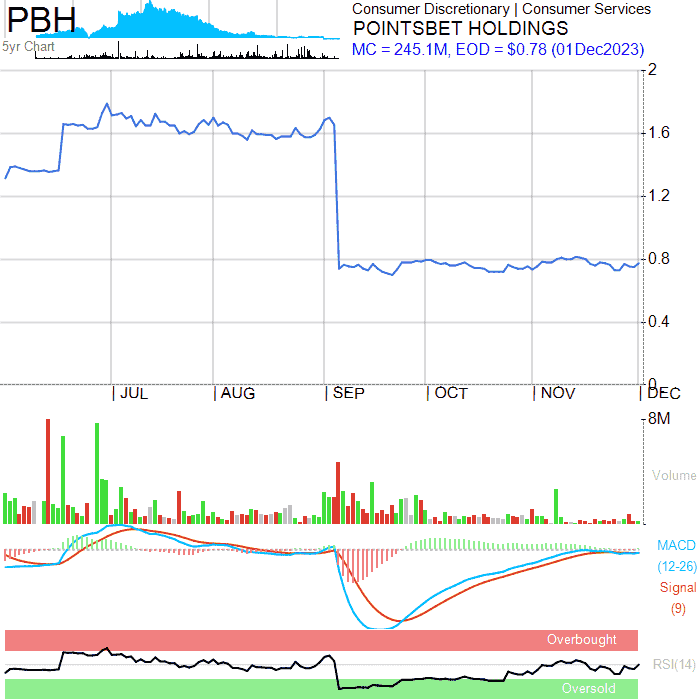 PBH
5yr Chart
Consumer Discretionary | Consumer Services
POINTSBET HOLDINGS
MC = 245.1M, EOD = $0.78 (01Dec2023)
2
1.6
1.2
0.8
0.4
0
JUL
AUG
SEP
OCT
NOV
DEC
8M
Volume
MACD
(12-26)
Signal
(9)
Overbought
RSI(14)
Oversold